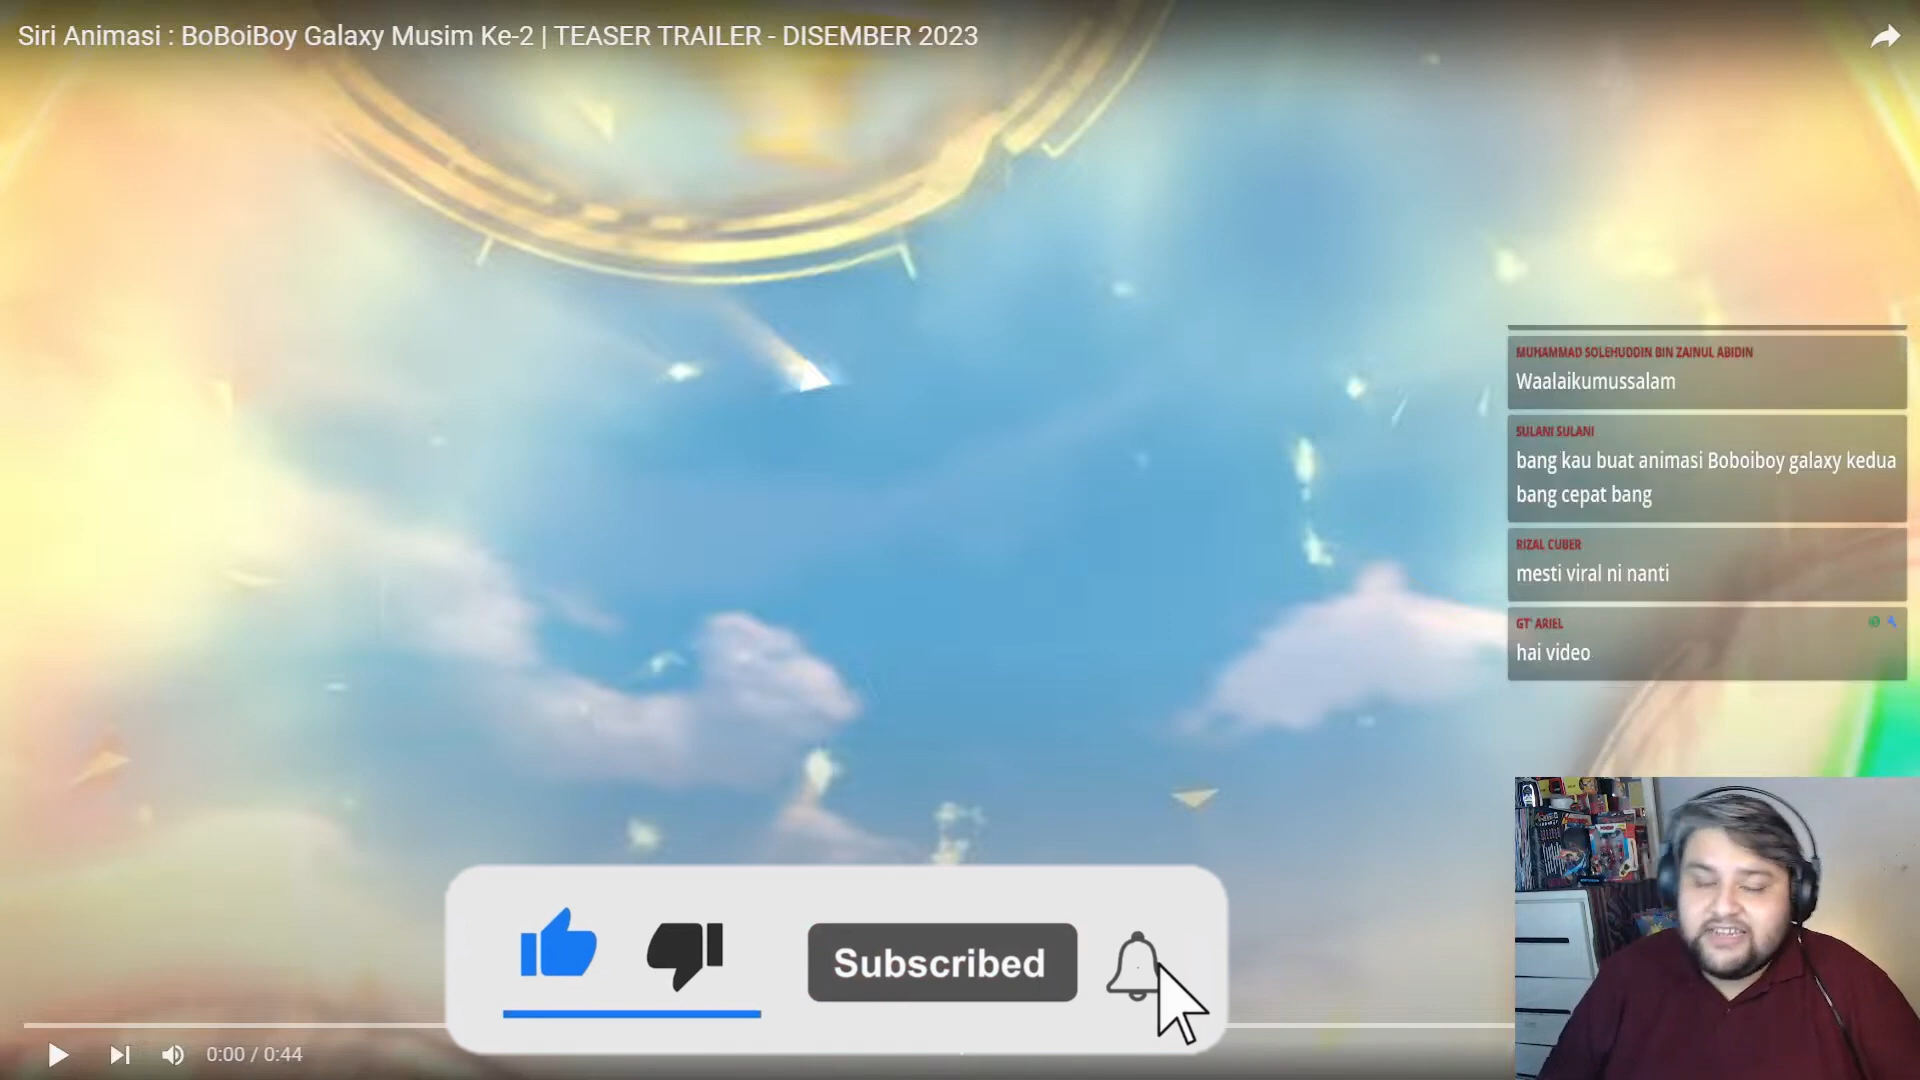 Siri Animasi : BoBoiBoy Galaxy Musim Ke-2 | TEASER TRAILER - DISEMBER 2023
MUHAMMAD SOLEHUDDIN BIN ZAINUL ABIDIN
Waalaikumussalam
SULANI SULANI
bang kau buat animasi Boboiboy galaxy kedua
bang cepat bang
RIZAL CUBER
mesti viral ni nanti
GT' ARIEL
hai video
Subscribed
0:00 / 0:44